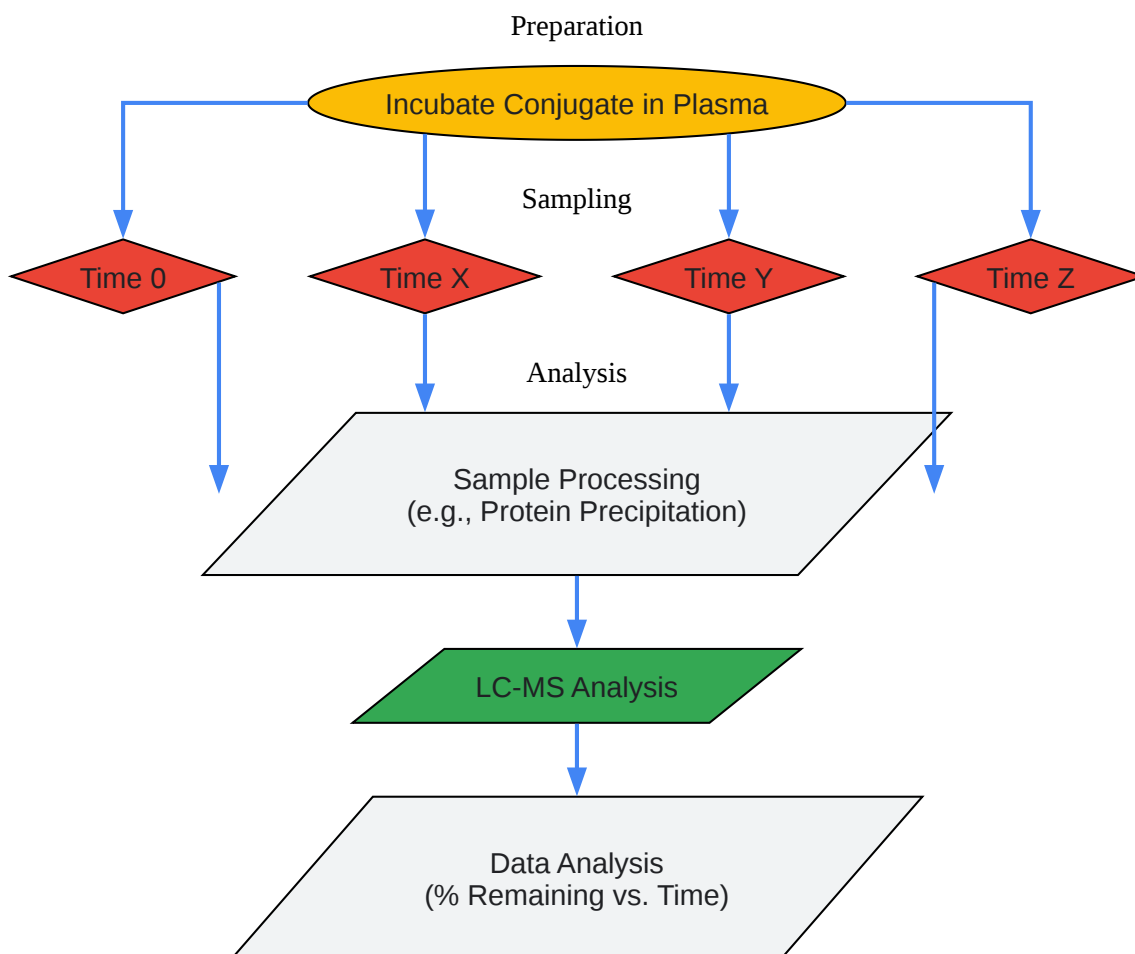 Preparation
Incubate Conjugate in Plasma
Sampling
Time 0
Time X
Time Y
Time Z
Analysis
Sample Processing
(e.g., Protein Precipitation)
LC-MS Analysis
Data Analysis
(% Remaining vs. Time)